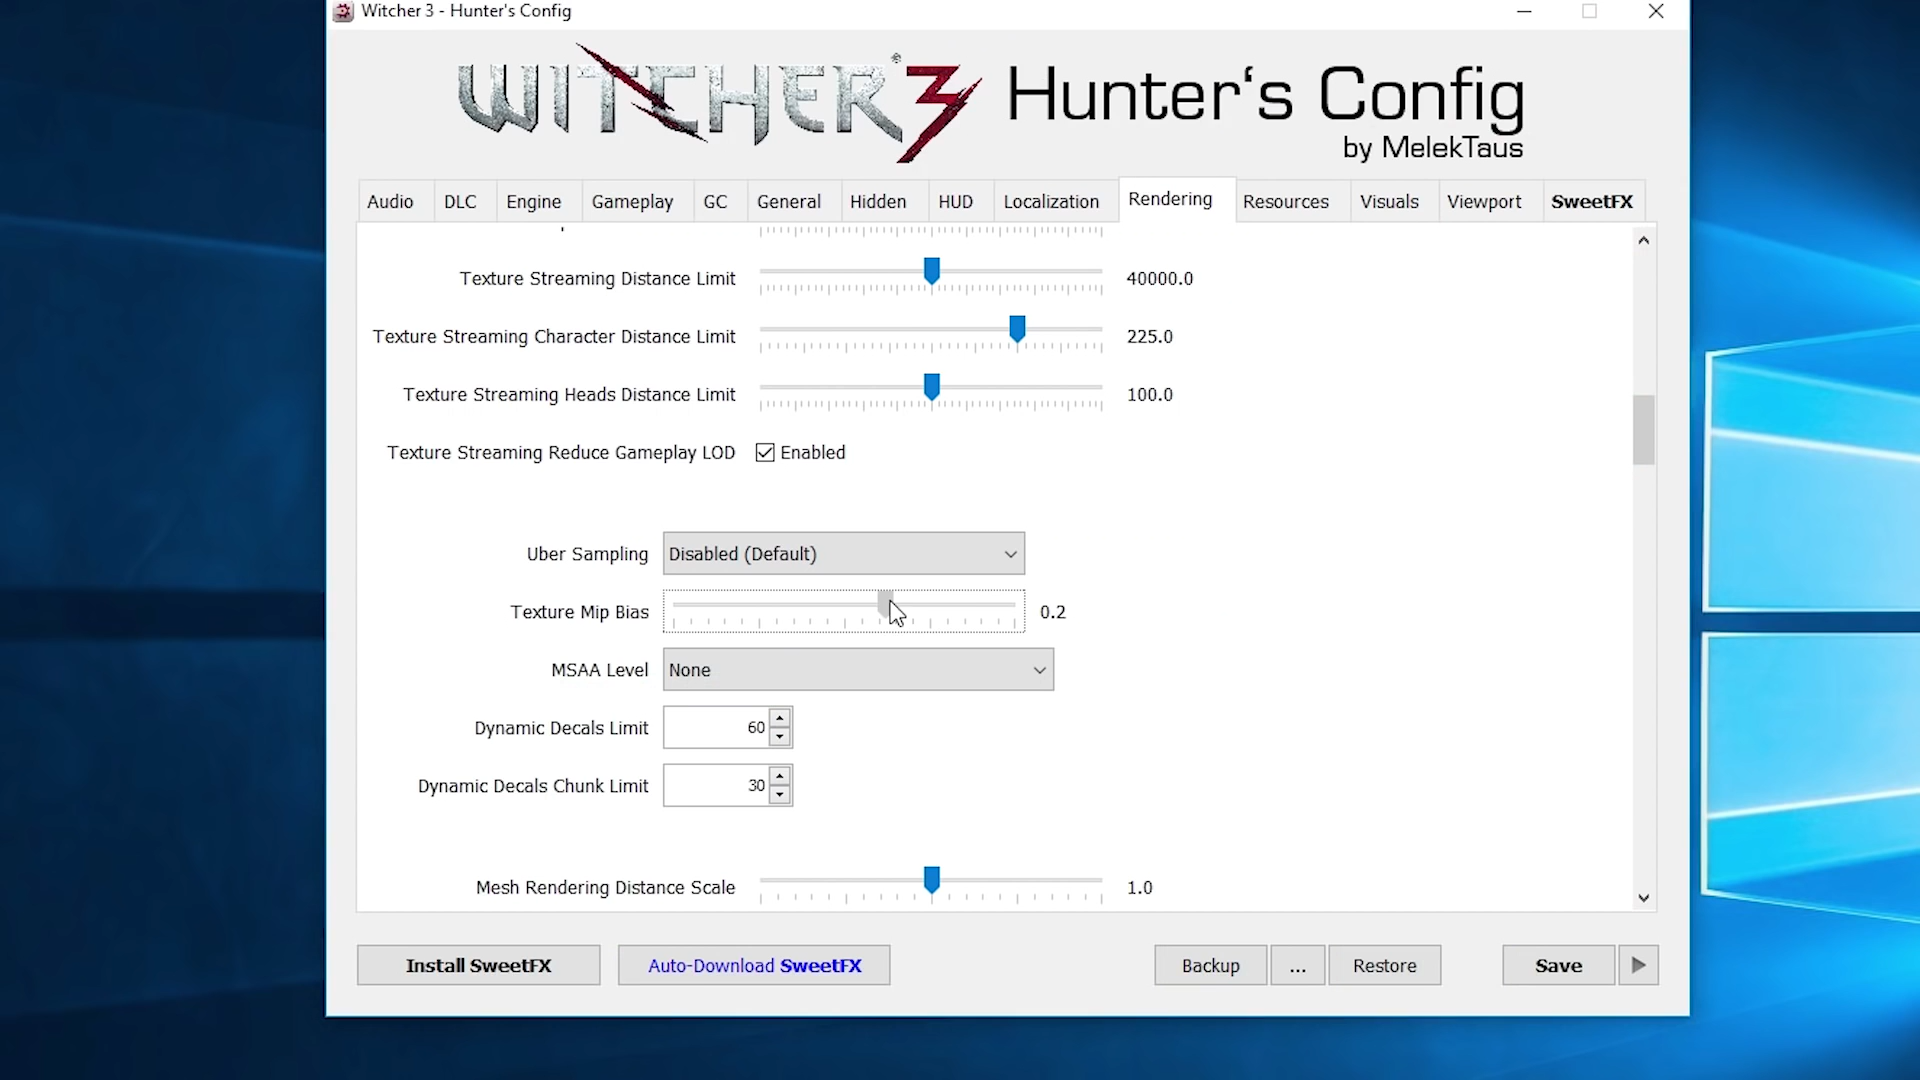 Witcher 3 - Hunter's Config
WITCHER 3 ® Hunter's Config
by MelekTaus
Audio DLC Engine Gameplay GC General Hidden HUD Localization Rendering Resources Visuals Viewport SweetFX
Texture Streaming Distance Limit 40000.0
Texture Streaming Character Distance Limit 225.0
Texture Streaming Heads Distance Limit 100.0
Texture Streaming Reduce Gameplay LOD Enabled
Uber Sampling Disabled (Default)
Texture Mip Bias 0.2
MSAA Level None
Dynamic Decals Limit 60
Dynamic Decals Chunk Limit 30
Mesh Rendering Distance Scale 1.0
Install SweetFX Auto-Download SweetFX Backup ... Restore Save